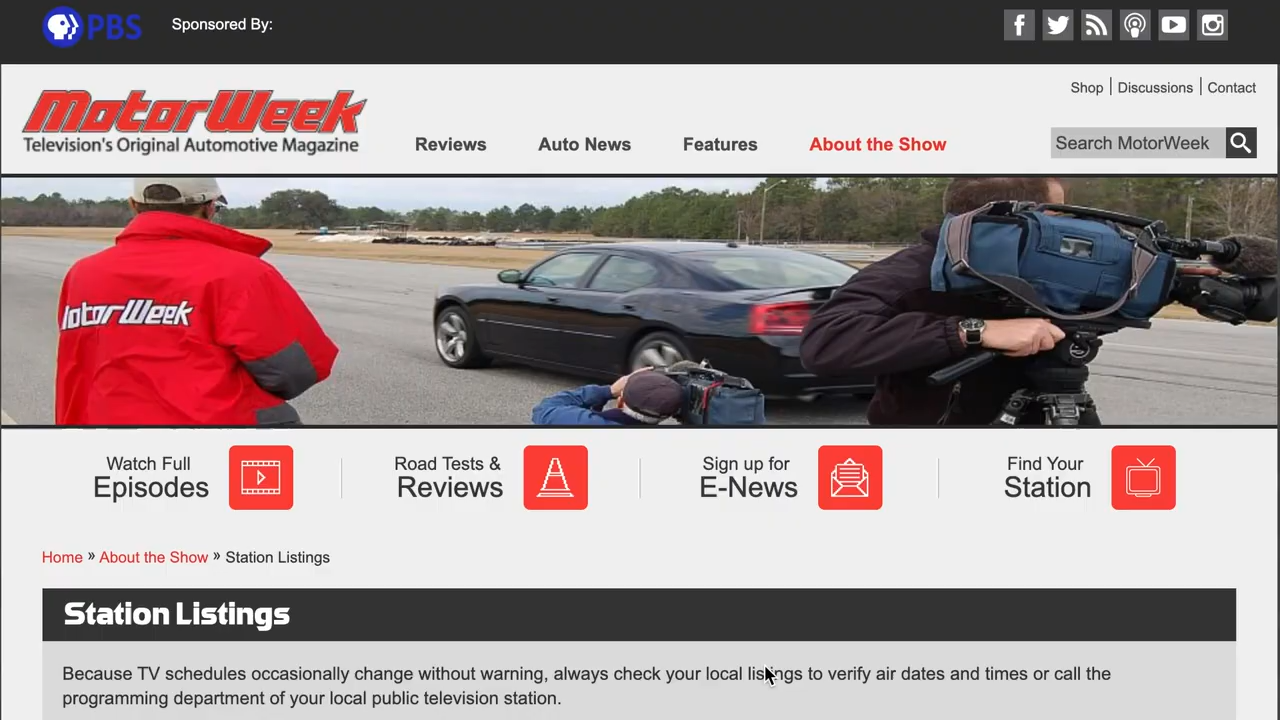 PBS
Sponsored By:
MotorWeek
Television's Original Automotive Magazine
Shop
Discussions
Contact
Reviews
Auto News
Features
About the Show
Search MotorWeek
MotorWeek
Watch Full
Episodes
Road Tests &
Reviews
Sign up for
E-News
Find Your
Station
Home » About the Show » Station Listings
Station Listings
Because TV schedules occasionally change without warning, always check your local listings to verify air dates and times or call the
programming department of your local public television station.